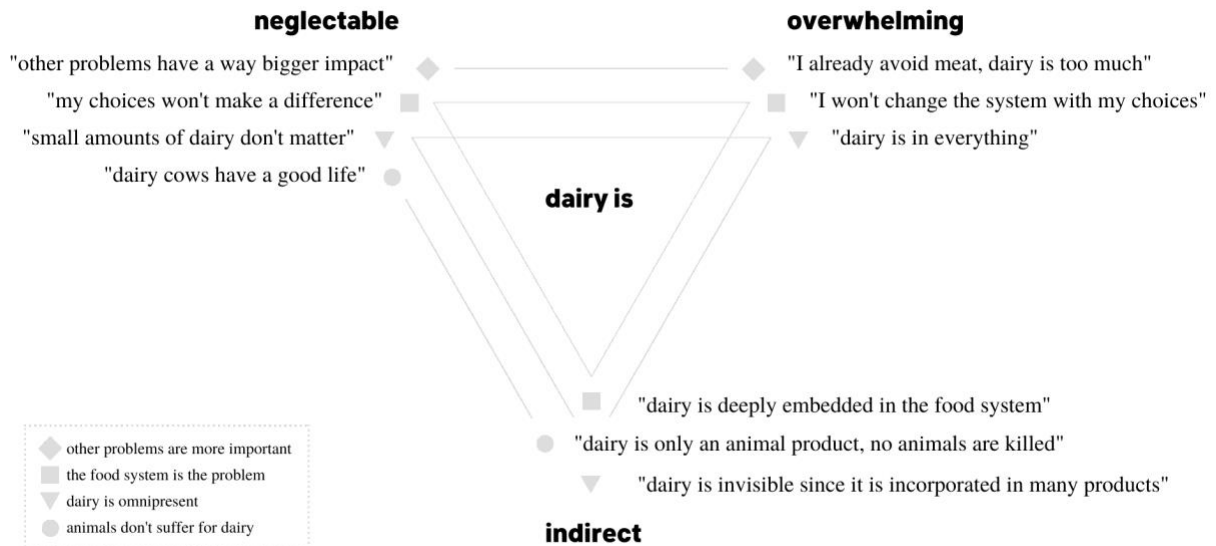 neglectable
overwhelming
"other problems have a way bigger impact"
"I already avoid meat, dairy is too much"
"my choices won't make a difference"
"I won't change the system with my choices"
"small amounts of dairy don't matter"
"dairy is in everything"
"dairy cows have a good life"
dairy is
"dairy is deeply embedded in the food system"
"dairy is only an animal product, no animals are killed"
"dairy is invisible since it is incorporated in many products"
indirect
other problems are more important
the food system is the problem
dairy is omnipresent
animals don't suffer for dairy